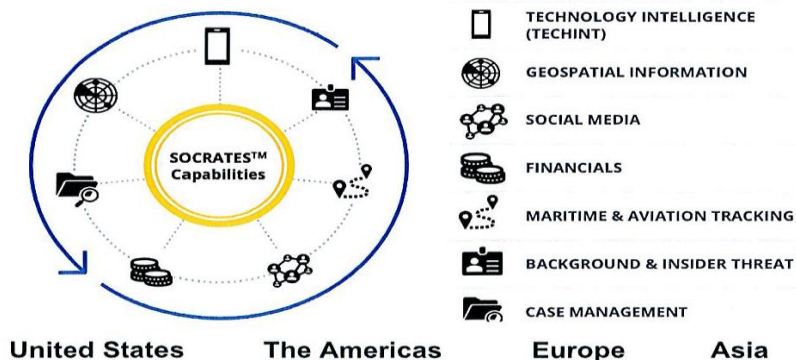 SOCRATES™
Capabilities
TECHNOLOGY INTELLIGENCE
(TECHINT)
GEOSPATIAL INFORMATION
SOCIAL MEDIA
FINANCIALS
MARITIME & AVIATION TRACKING
BACKGROUND & INSIDER THREAT
CASE MANAGEMENT
United States The Americas Europe Asia